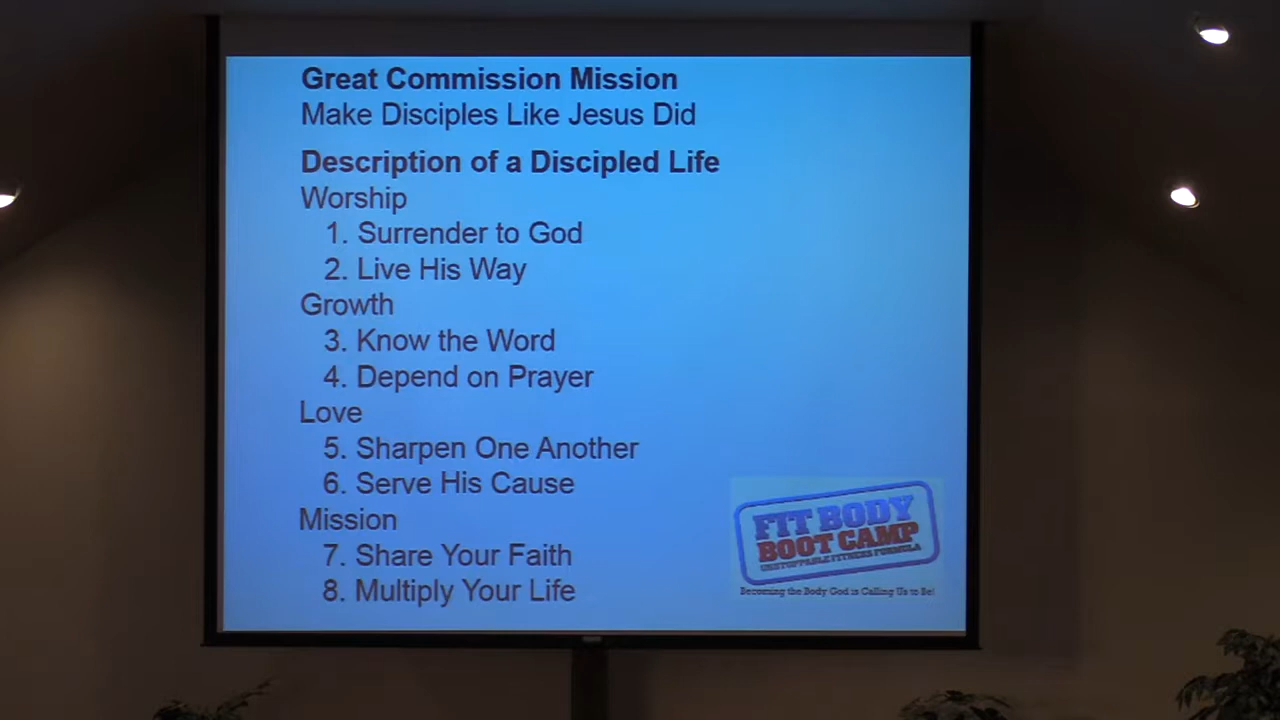 Great Commission Mission
Make Disciples Like Jesus Did
Description of a Discipled Life
Worship
1. Surrender to God
2. Live His Way
Growth
3. Know the Word
4. Depend on Prayer
Love
5. Sharpen One Another
6. Serve His Cause
Mission
7. Share Your Faith
8. Multiply Your Life
FIT BODY
BOOT CAMP
UNSTOPPABLE FITNESS FORMULA
Becoming the Body God is Calling Us to Be!